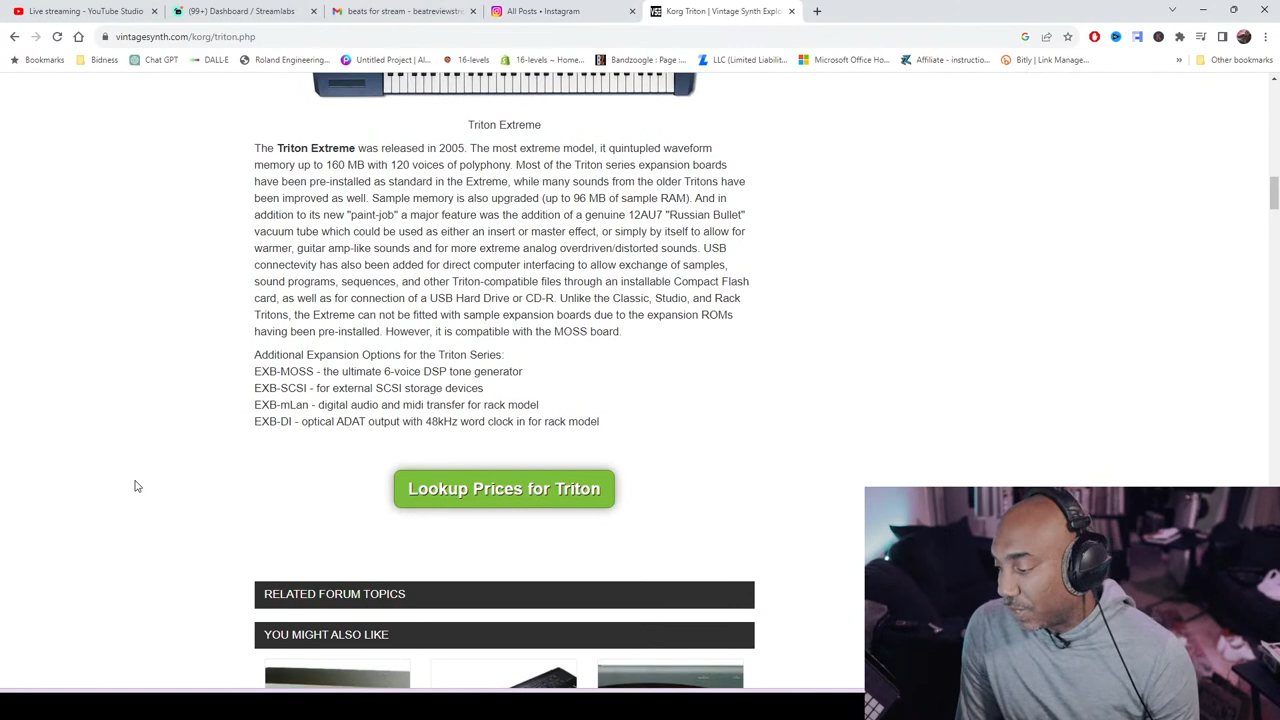 Live streaming - YouTube Studio
(99+) Dashboard / Streamlabs
beats for stream - beatreviewstre
All Posts • Instagram
VSE
Korg Triton | Vintage Synth Explo
vintagesynth.com/korg/triton.php
Bookmarks
Bidness
Chat GPT
DALL-E
Roland Engineering...
Untitled Project | Al...
16-levels
16-levels ~ Home...
Bandzoogle : Page :...
LLC (Limited Liabilit...
Microsoft Office Ho...
Affiliate - instructio...
Bitly | Link Manage...
»
Other bookmarks
Triton Extreme
The Triton Extreme was released in 2005. The most extreme model, it quintupled waveform
memory up to 160 MB with 120 voices of polyphony. Most of the Triton series expansion boards
have been pre-installed as standard in the Extreme, while many sounds from the older Tritons have
been improved as well. Sample memory is also upgraded (up to 96 MB of sample RAM). And in
addition to its new "paint-job" a major feature was the addition of a genuine 12AU7 "Russian Bullet"
vacuum tube which could be used as either an insert or master effect, or simply by itself to allow for
warmer, guitar amp-like sounds and for more extreme analog overdriven/distorted sounds. USB
connectevity has also been added for direct computer interfacing to allow exchange of samples,
sound programs, sequences, and other Triton-compatible files through an installable Compact Flash
card, as well as for connection of a USB Hard Drive or CD-R. Unlike the Classic, Studio, and Rack
Tritons, the Extreme can not be fitted with sample expansion boards due to the expansion ROMs
having been pre-installed. However, it is compatible with the MOSS board.
Additional Expansion Options for the Triton Series:
EXB-MOSS - the ultimate 6-voice DSP tone generator
EXB-SCSI - for external SCSI storage devices
EXB-mLan - digital audio and midi transfer for rack model
EXB-DI - optical ADAT output with 48kHz word clock in for rack model
Lookup Prices for Triton
RELATED FORUM TOPICS
YOU MIGHT ALSO LIKE